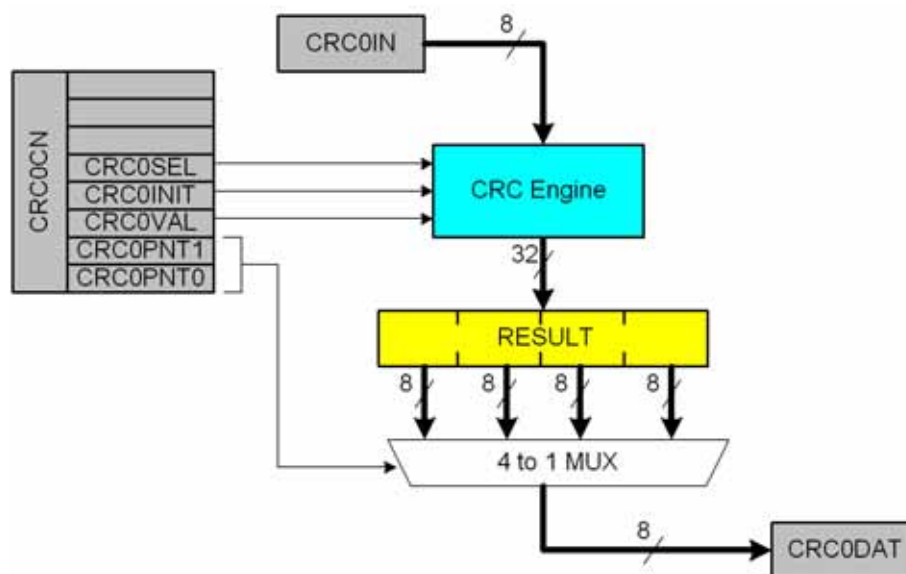 CRC0IN
8
CRC0CN
CRC0SEL
CRC0INIT
CRC0VAL
CRC0PNT1
CRC0PNT0
CRC Engine
32
RESULT
8
8
8
8
4 to 1 MUX
8
CRC0DAT